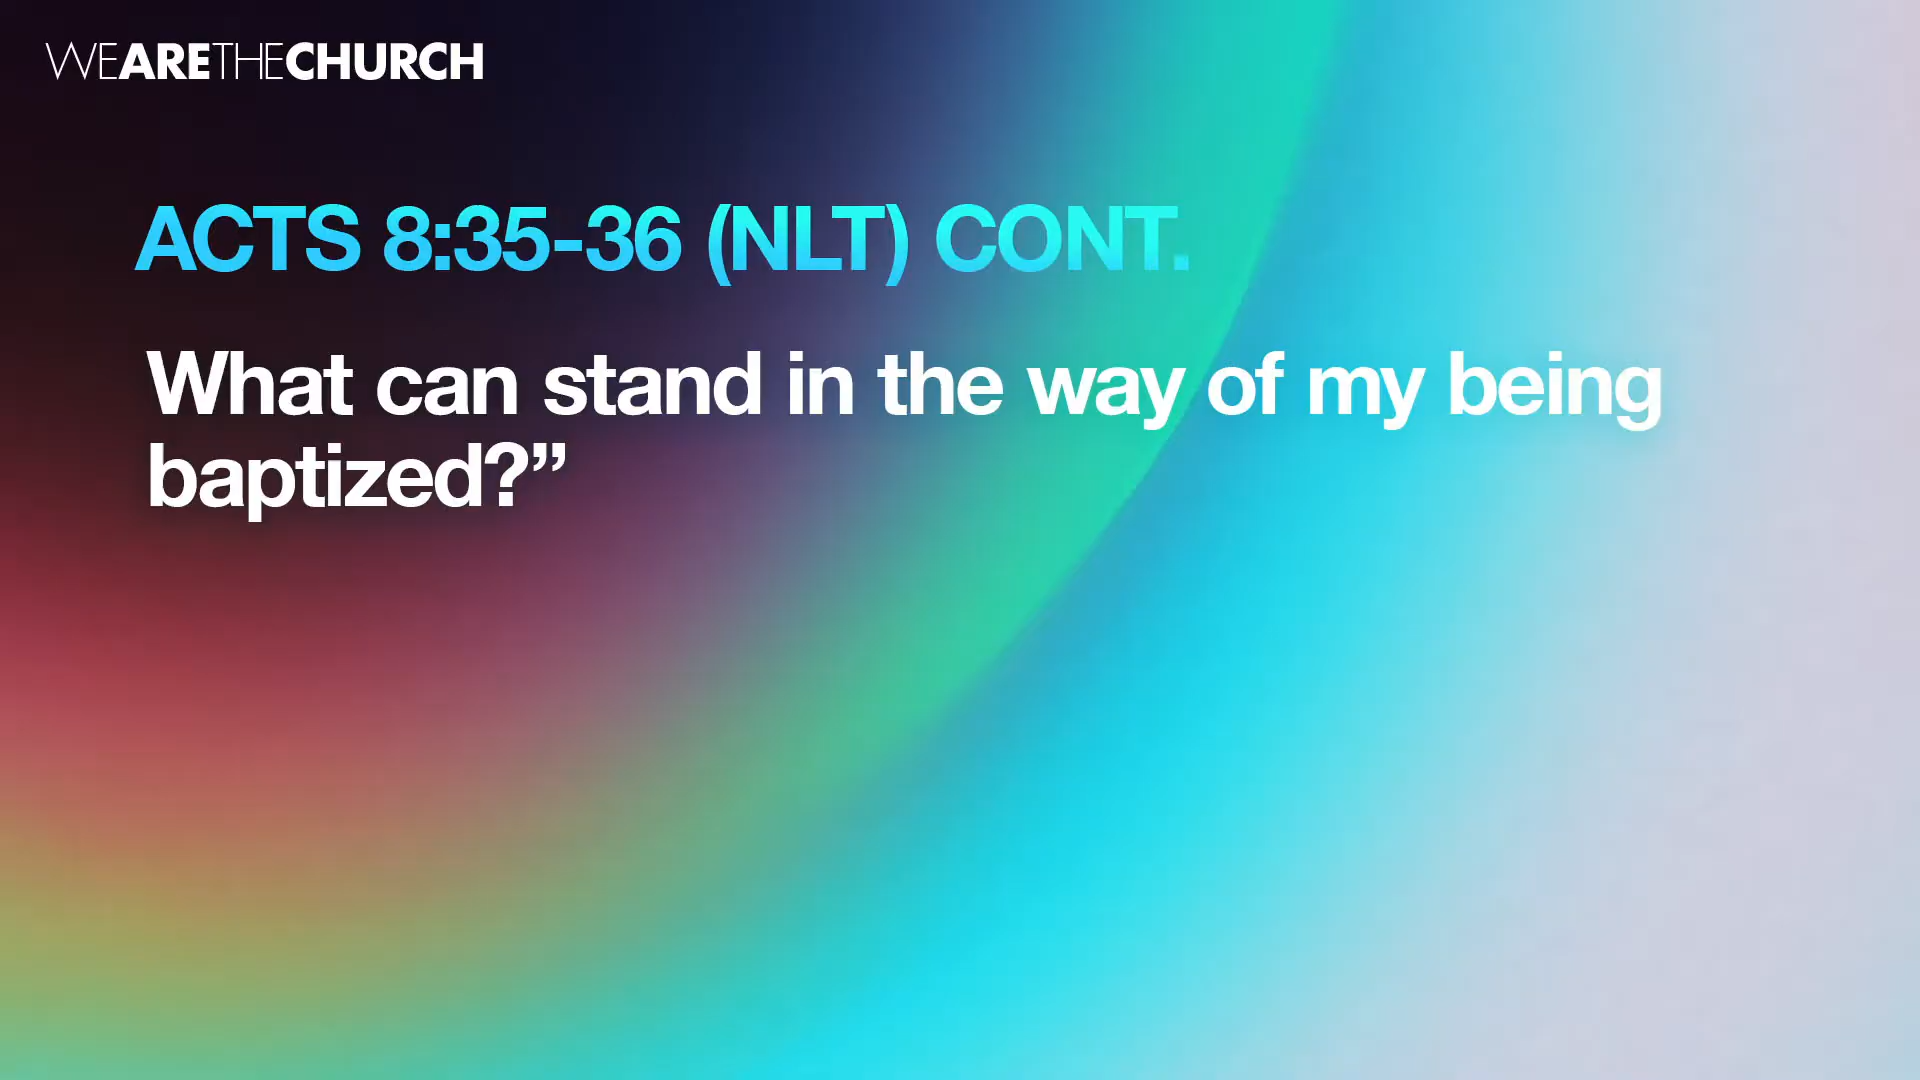 WEARETHECHURCH
ACTS 8:35-36 (NLT) CONT.
What can stand in the way of my being
baptized?”